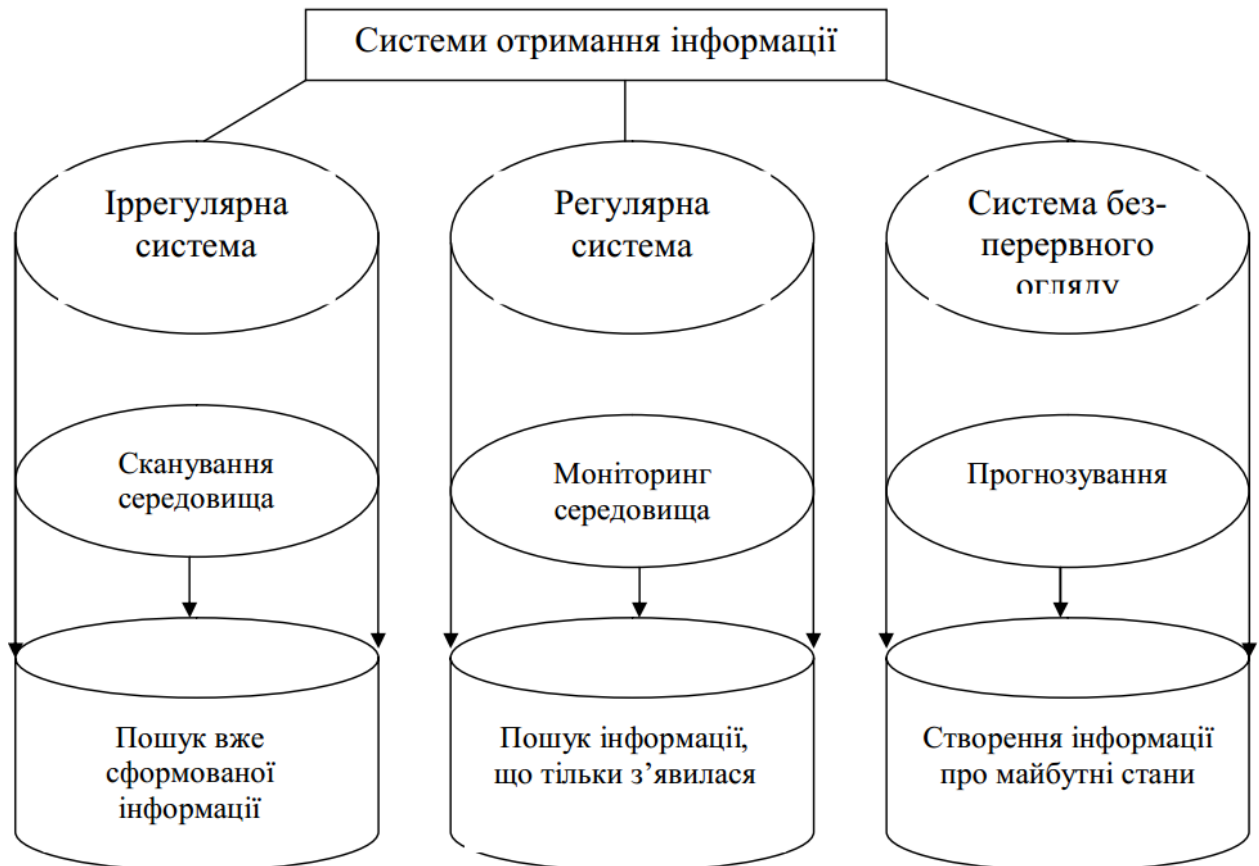 Системи отримання інформації
Іррегулярна
система
Регулярна
система
Система без-
перервного
огляду
Сканування
середовища
Моніторинг
середовища
Прогнозування
Пошук вже
сформованої
інформації
Пошук інформації,
що тільки з’явилася
Створення інформації
про майбутні стани